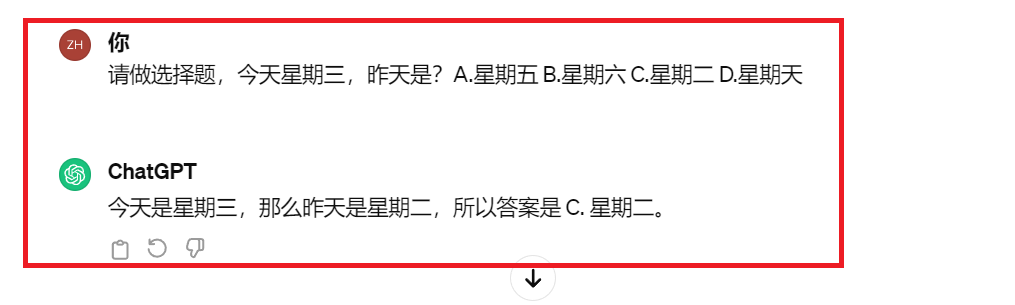 ZH
你
请做选择题，今天星期三，昨天是？A.星期五 B.星期六 C.星期二 D.星期天
ChatGPT
今天是星期三，那么昨天是星期二，所以答案是 C. 星期二。